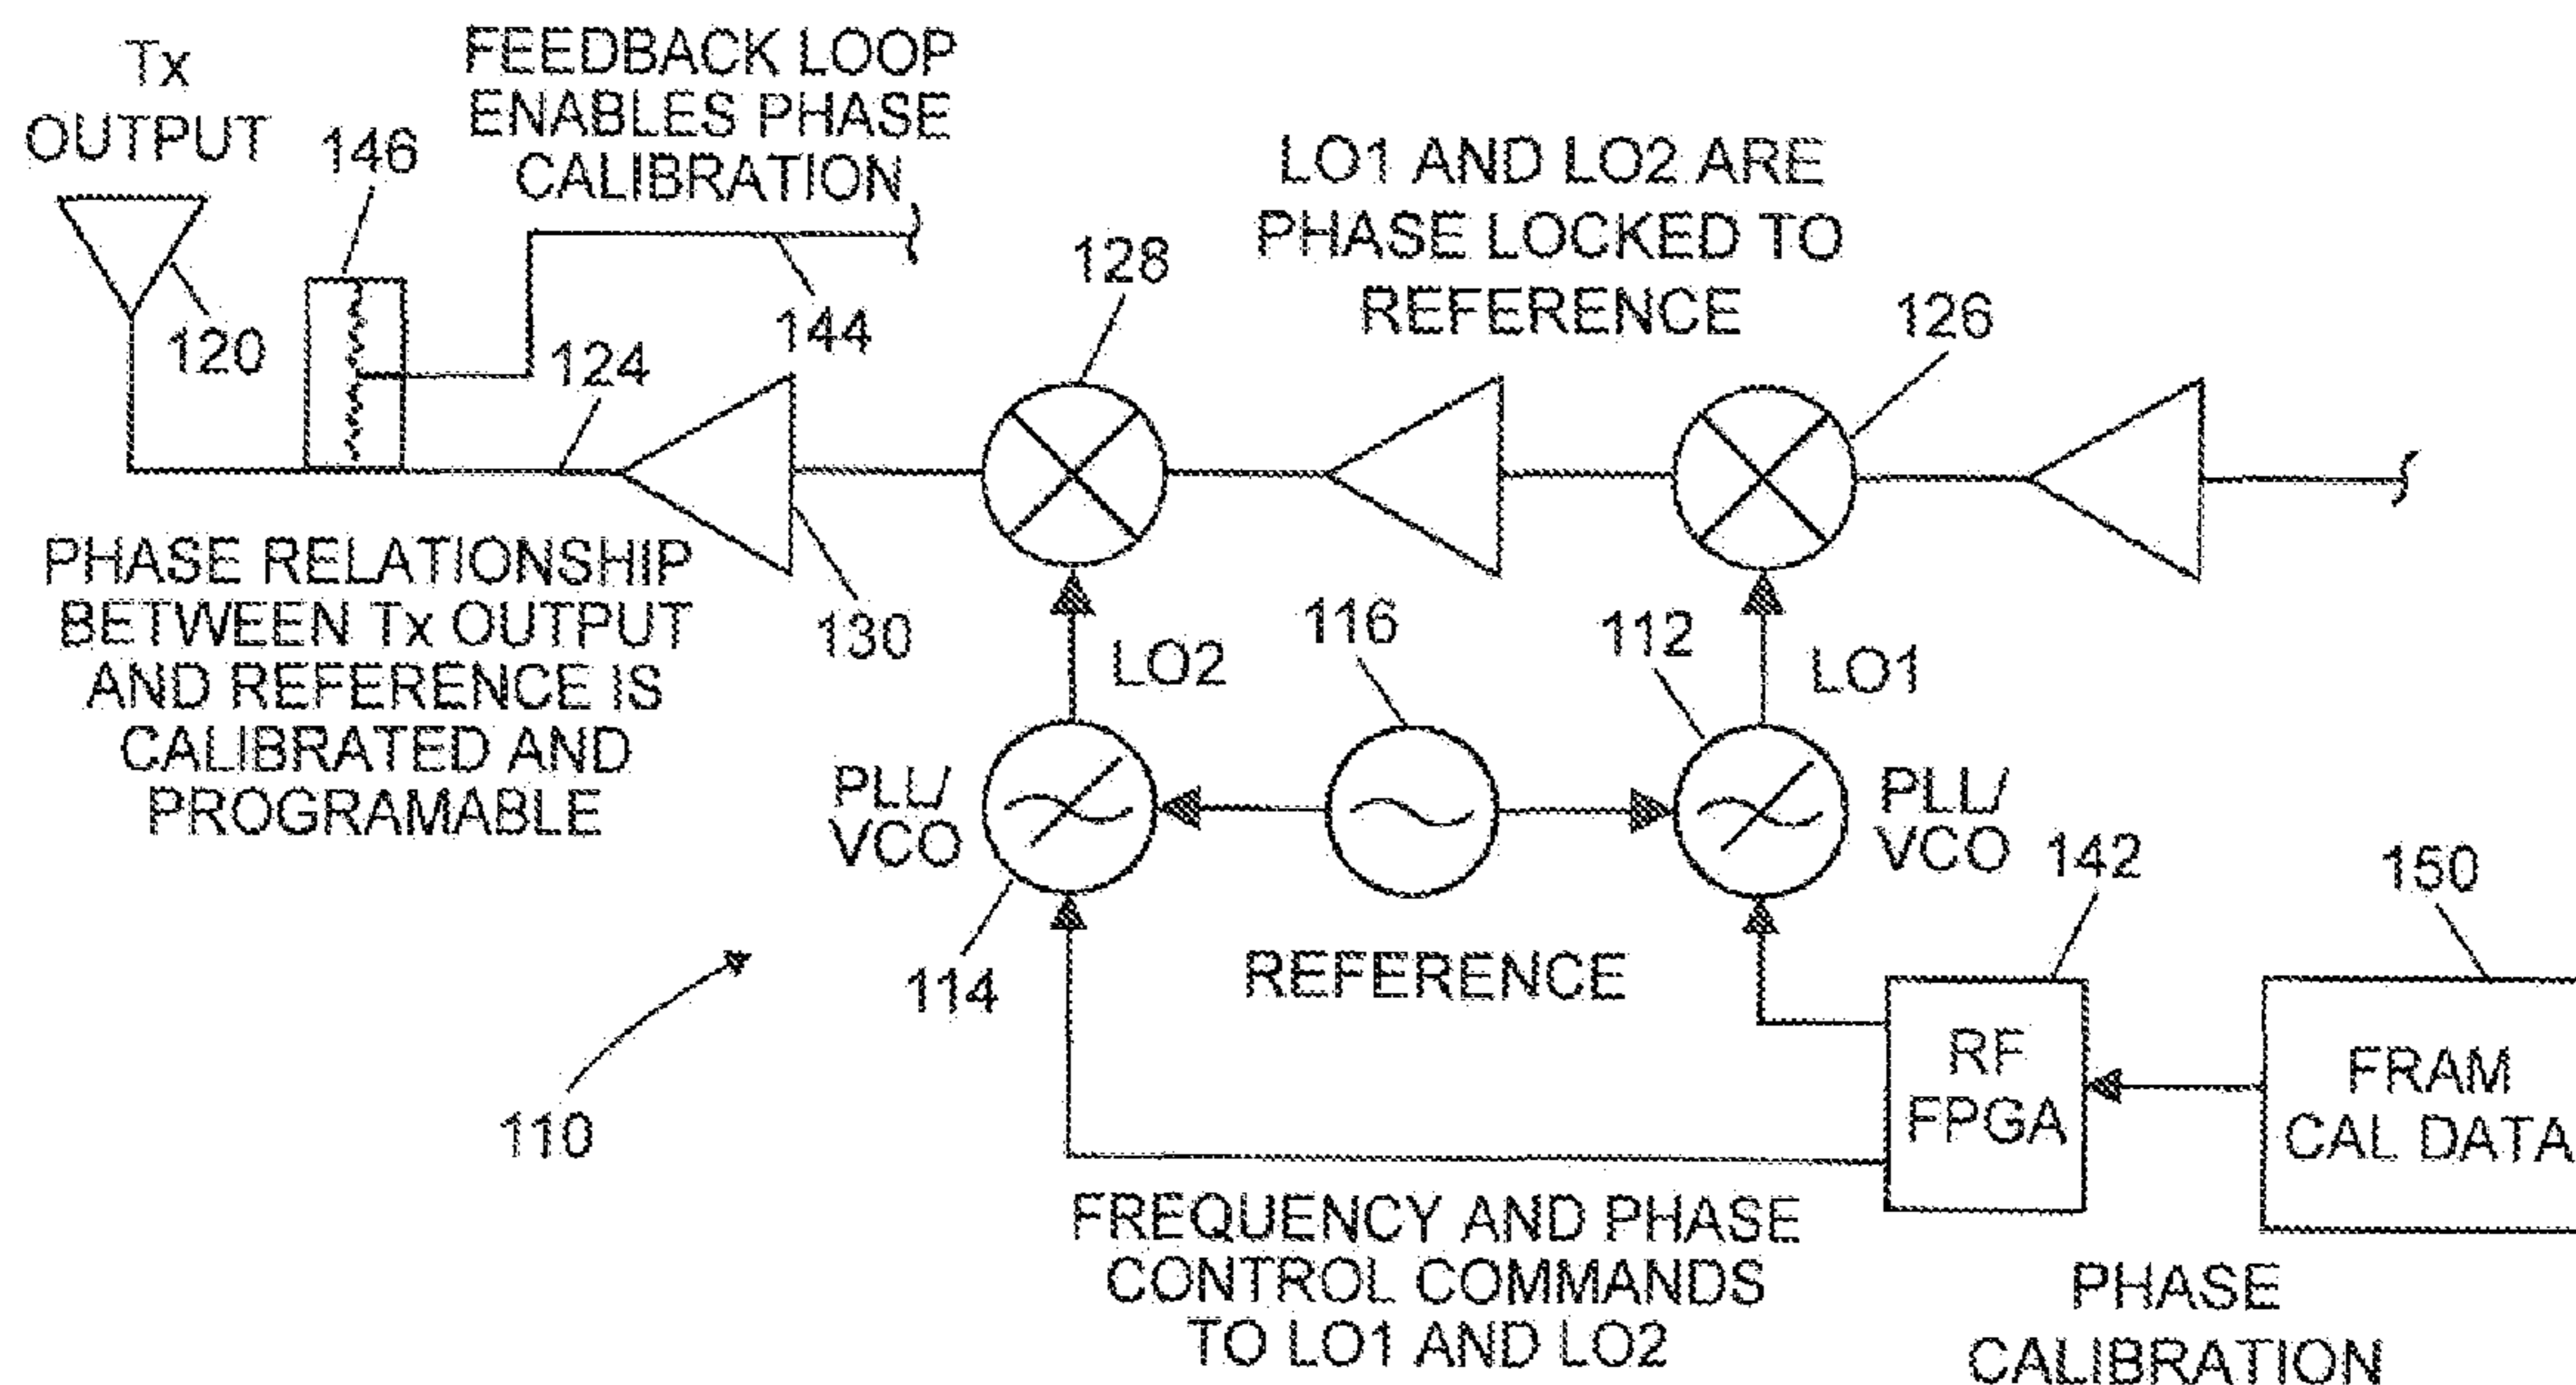 Tx
OUTPUT
146
FEEDBACK LOOP
ENABLES PHASE
CALIBRATION
120
124
144
128
LO1 AND LO2 ARE
PHASE LOCKED TO
REFERENCE
126
PHASE RELATIONSHIP
BETWEEN Tx OUTPUT
AND REFERENCE IS
CALIBRATED AND
PROGRAMABLE
130
LO2
116
112
LO1
PLL/
VCO
PLL/
VCO
142
150
114
REFERENCE
110
RF
FPGA
FRAM
CAL DATA
FREQUENCY AND PHASE
CONTROL COMMANDS
TO LO1 AND LO2
PHASE
CALIBRATION